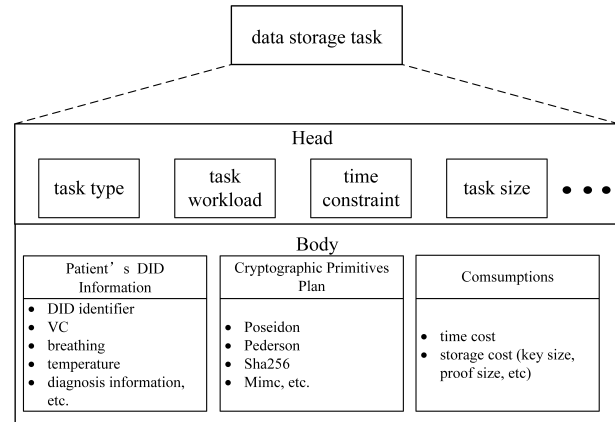 data storage task
Head
task type
task
workload
time
constraint
task size
Body
Patient’s DID
Information
• DID identifier
• VC
• breathing
• temperature
• diagnosis information,
etc.
Cryptographic Primitives
Plan
• Poseidon
• Pederson
• Sha256
• Mimc, etc.
Comsumptions
• time cost
• storage cost (key size,
proof size, etc)